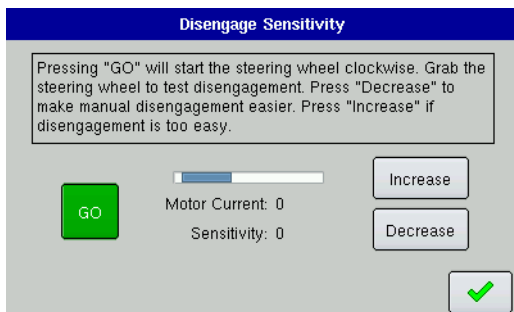 Disengage Sensitivity
Pressing "GO" will start the steering wheel clockwise. Grab the
steering wheel to test disengagement. Press "Decrease" to
make manual disengagement easier. Press "Increase" if
disengagement is too easy.
GO
Motor Current: 0
Sensitivity: 0
Increase
Decrease